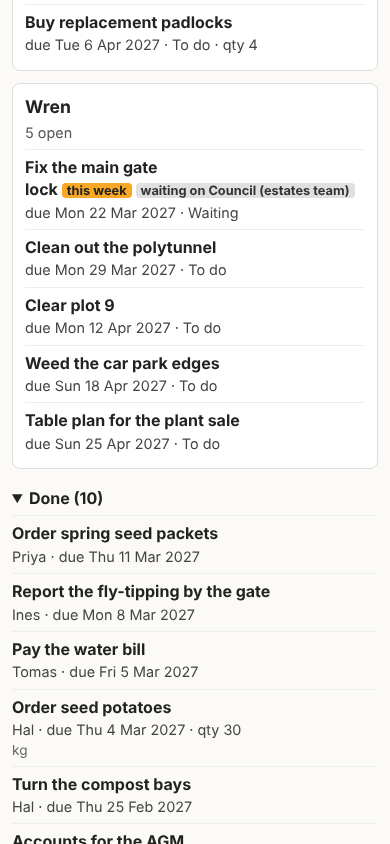 Buy replacement padlocks
due Tue 6 Apr 2027 · To do · qty 4
Wren
5 open
Fix the main gate
lock this week waiting on Council (estates team)
due Mon 22 Mar 2027 · Waiting
Clean out the polytunnel
due Mon 29 Mar 2027 · To do
Clear plot 9
due Mon 12 Apr 2027 · To do
Weed the car park edges
due Sun 18 Apr 2027 · To do
Table plan for the plant sale
due Sun 25 Apr 2027 · To do
▼ Done (10)
Order spring seed packets
Priya · due Thu 11 Mar 2027
Report the fly-tipping by the gate
Ines · due Mon 8 Mar 2027
Pay the water bill
Tomas · due Fri 5 Mar 2027
Order seed potatoes
Hal · due Thu 4 Mar 2027 · qty 30
kg
Turn the compost bays
Hal · due Thu 25 Feb 2027
Accounts for the AGM